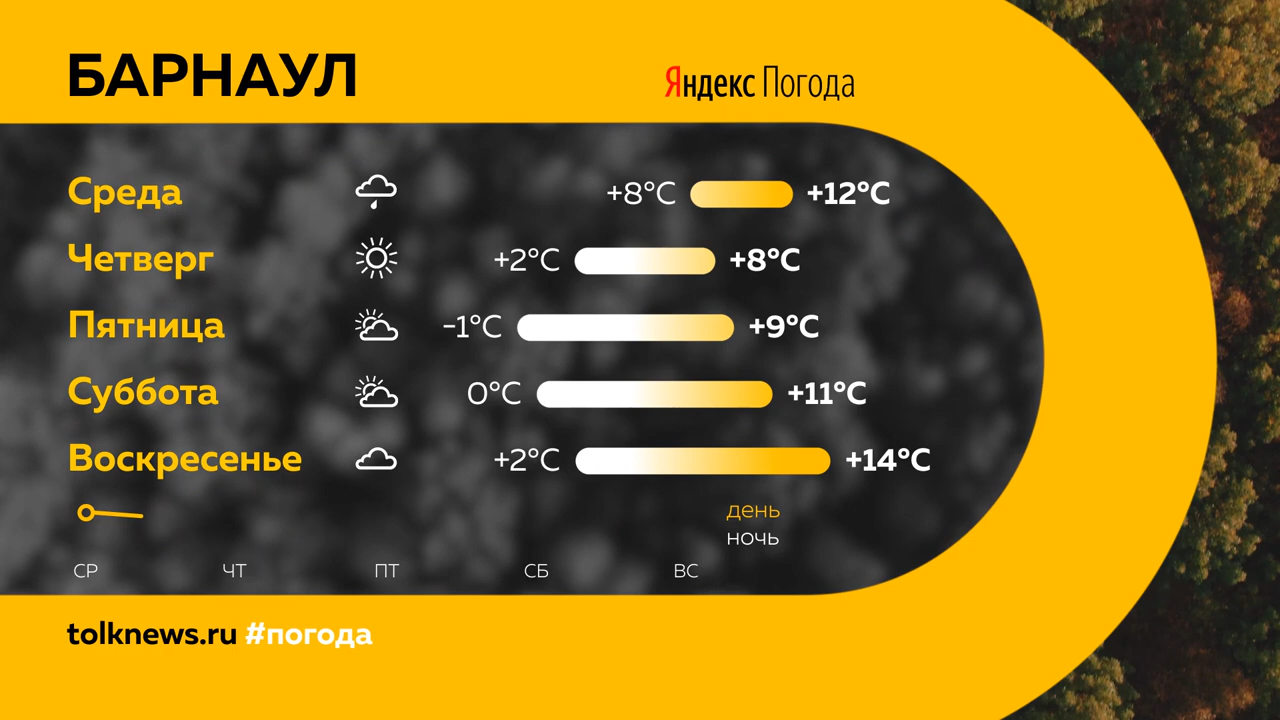 БАРНАУЛ
Яндекс Погода
Среда +8°C +12°C
Четверг +2°C +8°C
Пятница -1°C +9°C
Суббота 0°C +11°C
Воскресенье +2°C +14°C
день
ночь
СР ЧТ ПТ СБ ВС
tolknews.ru #погода